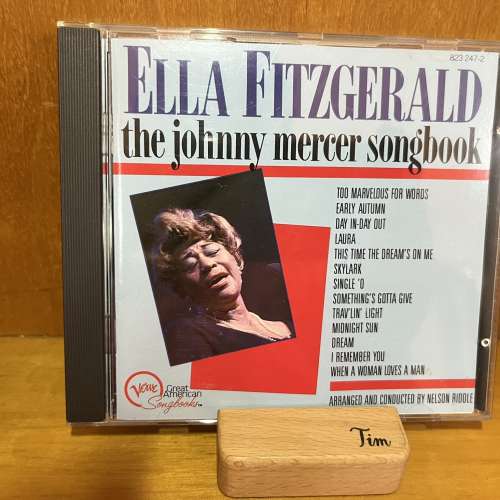 823 247-2
ELLA FITZGERALD
the johnny mercer songbook
TOO MARVELOUS FOR WORDS
EARLY AUTUMN
DAY IN-DAY OUT
LAURA
THIS TIME THE DREAM'S ON ME
SKYLARK
SINGLE 'O
SOMETHING'S GOTTA GIVE
TRAV'LIN' LIGHT
MIDNIGHT SUN
DREAM
I REMEMBER YOU
WHEN A WOMAN LOVES A MAN
ARRANGED AND CONDUCTED BY NELSON RIDDLE
Verve
Great
American
Songbooks
Tim